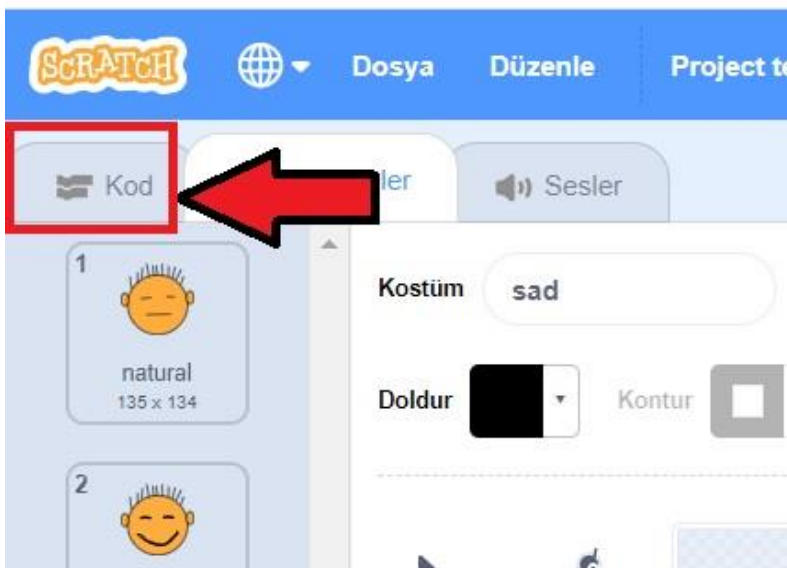 SCRATCH Dosya Düzenle Project te
Kod ler Sesler
1
natural
135 x 134
2
Kostüm sad
Doldur Kontur